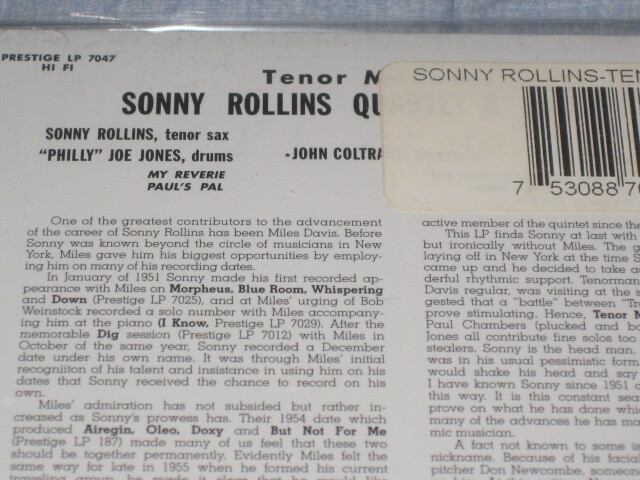 PRESTIGE LP 7047
HI FI
Tenor M
SONNY ROLLINS QU
SONNY ROLLINS, tenor sax
"PHILLY" JOE JONES, drums
*JOHN COLTRA
MY REVERIE
PAUL'S PAL
SONNY ROLLINS-TEN
7 53088 70
One of the greatest contributors to the advancement
of the career of Sonny Rollins has been Miles Davis. Before
Sonny was known beyond the circle of musicians in New
York, Miles gave him his biggest opportunities by employ-
ing him on many of his recording dates.
In January of 1951 Sonny made his first recorded ap-
pearance with Miles on Morpheus, Blue Room, Whispering
and Down (Prestige LP 7025), and at Miles' urging of Bob
Weinstock recorded a solo number with Miles accompany-
ing him at the piano (I Know, Prestige LP 7029). After the
memorable Dig session (Prestige LP 7012) with Miles in
October of the same year, Sonny recorded a December
date under his own name. It was through Miles' initial
recogniiton of his talent and insistance in using him on his
dates that Sonny received the chance to record on his
own.
Miles' admiration has not subsided but rather in-
creased as Sonny's prowess has. Their 1954 date which
produced Airegin, Oleo, Doxy and But Not For Me
(Prestige LP 187) made many of us feel that these two
should be together permanently. Evidently Miles felt the
same way for late in 1955 when he formed his current
traveling group, he made it clear that he would like
active member of the quintet since the
This LP finds Sonny at last with
but ironically without Miles. The g
laying off in New York at the time S
came up and he decided to take a
derful rhythmic support. Tenorman
Davis regular, was visiting at the
gested that a "battle" between "Tr
prove stimulating. Hence, Tenor M
Paul Chambers (plucked and bo
Jones all contribute fine solos too
stealers. Sonny is the head man
was in his usual pessimistic form
would shake his head and say
I have known Sonny since 1951
this way. It is this constant sear
prove on what he has done whi
many of the advances he has ma
mic musician.
A fact not known to some is
nickname. Because of his facial
pitcher Don Newcombe, someon